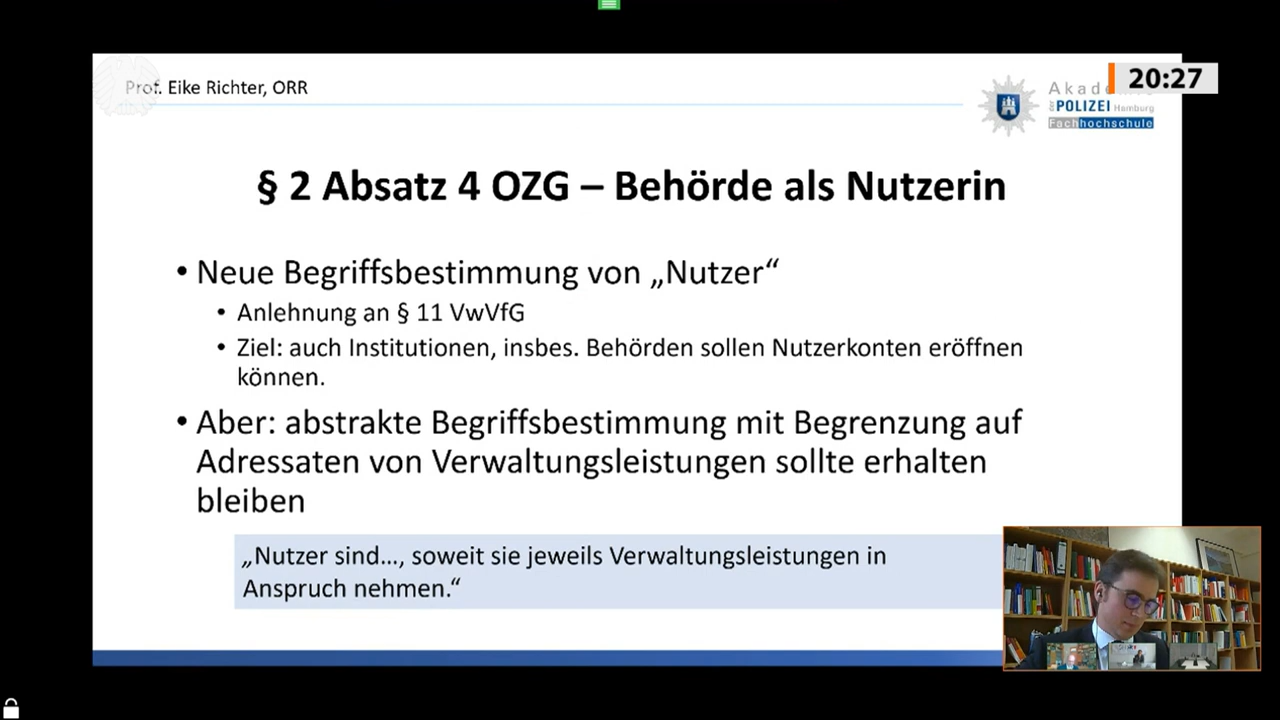 Prof. Eike Richter, ORR
20:27
POLIZEI Hamburg
Fachhochschule
§ 2 Absatz 4 OZG – Behörde als Nutzerin
• Neue Begriffsbestimmung von „Nutzer“
• Anlehnung an § 11 VwVfG
• Ziel: auch Institutionen, insbes. Behörden sollen Nutzerkonten eröffnen
können.
• Aber: abstrakte Begriffsbestimmung mit Begrenzung auf
Adressaten von Verwaltungsleistungen sollte erhalten
bleiben
„Nutzer sind…, soweit sie jeweils Verwaltungsleistungen in
Anspruch nehmen.“